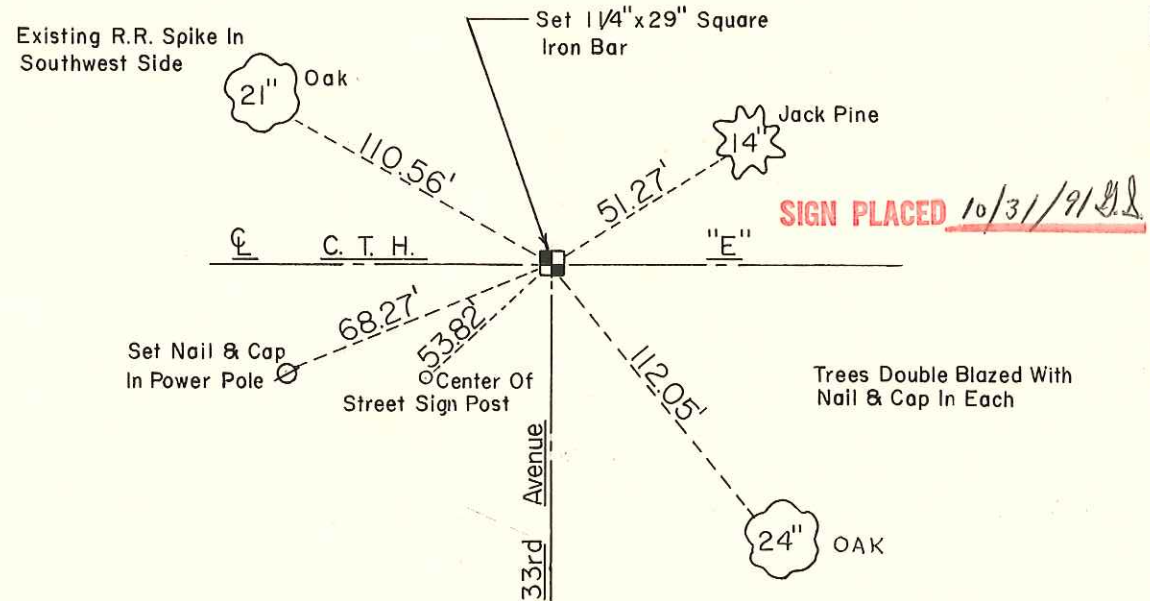 Existing R.R. Spike In
Southwest Side
21"
Oak
Set 1 1/4" x 29" Square
Iron Bar
14"
Jack Pine
110.56'
51.27'
SIGN PLACED 10/31/91 G.S.
℄ C. T. H. "E"
68.27'
53.82'
112.05'
Set Nail & Cap
In Power Pole
Center Of
Street Sign Post
Trees Double Blazed With
Nail & Cap In Each
33rd Avenue
24"
OAK